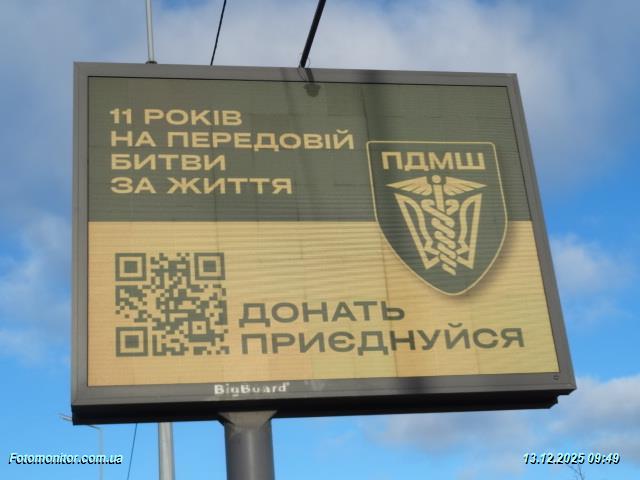 11 РОКІВ
НА ПЕРЕДОВІЙ
БИТВИ
ЗА ЖИТТЯ
ПДМШ
ДОНАТЬ
ПРИЄДНУЙСЯ
BigBoard
Fotomonitor.com.ua
13.12.2025 09:49